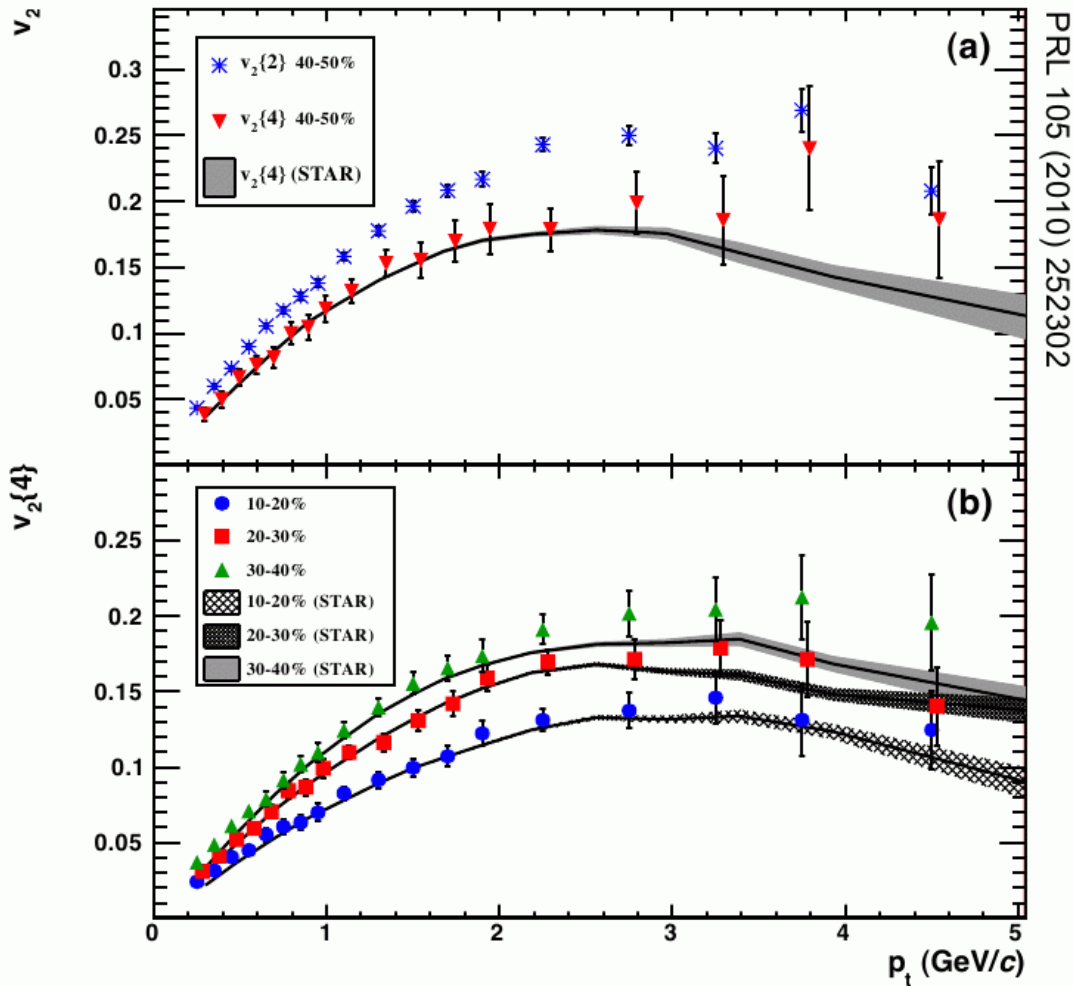 v₂
(a)
PRL 105 (2010) 252302
0.3
0.25
0.2
0.15
0.1
0.05
v₂{2} 40-50%
v₂{4} 40-50%
v₂{4} (STAR)
v₂{4}
(b)
0.25
0.2
0.15
0.1
0.05
10-20%
20-30%
30-40%
10-20% (STAR)
20-30% (STAR)
30-40% (STAR)
0 1 2 3 4 5
pₜ (GeV/c)